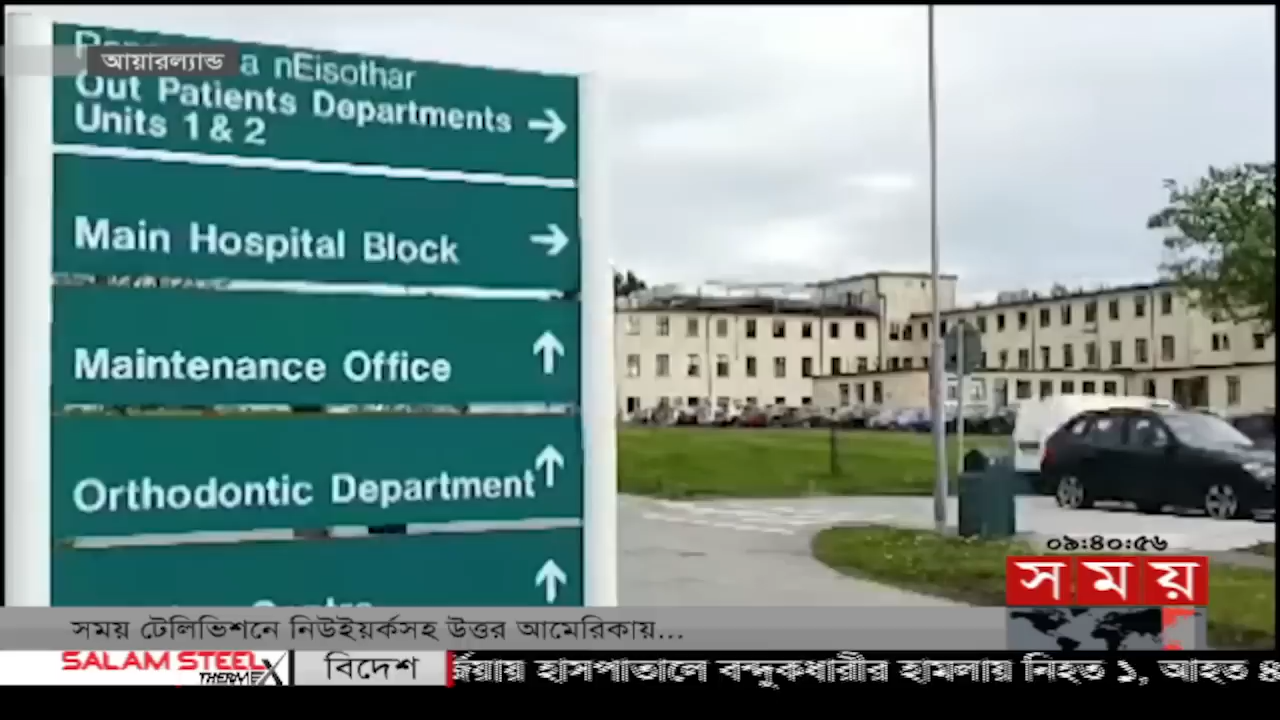 আয়ারল্যান্ড
a nEisothar
Out Patients Departments
Units 1 & 2
Main Hospital Block
Maintenance Office
Orthodontic Department
০৯:৪০:৫৬
সময়
সময় টেলিভিশনে নিউইয়র্কসহ উত্তর আমেরিকায়...
SALAM STEEL
THERMEX
বিদেশ
হাসপাতালে বন্দুকধারীর হামলায় নিহত ১, আহত ৪